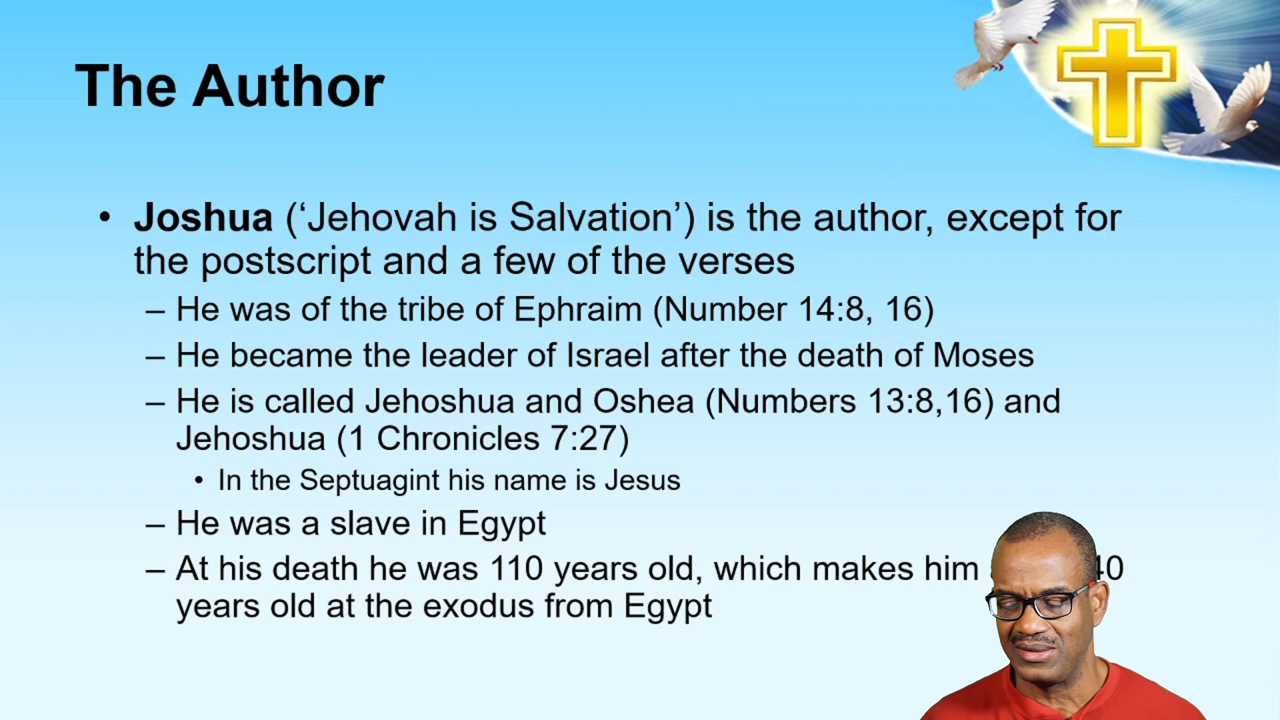 The Author
• Joshua (‘Jehovah is Salvation’) is the author, except for
the postscript and a few of the verses
– He was of the tribe of Ephraim (Number 14:8, 16)
– He became the leader of Israel after the death of Moses
– He is called Jehoshua and Oshea (Numbers 13:8,16) and
Jehoshua (1 Chronicles 7:27)
• In the Septuagint his name is Jesus
– He was a slave in Egypt
– At his death he was 110 years old, which makes him 40
years old at the exodus from Egypt